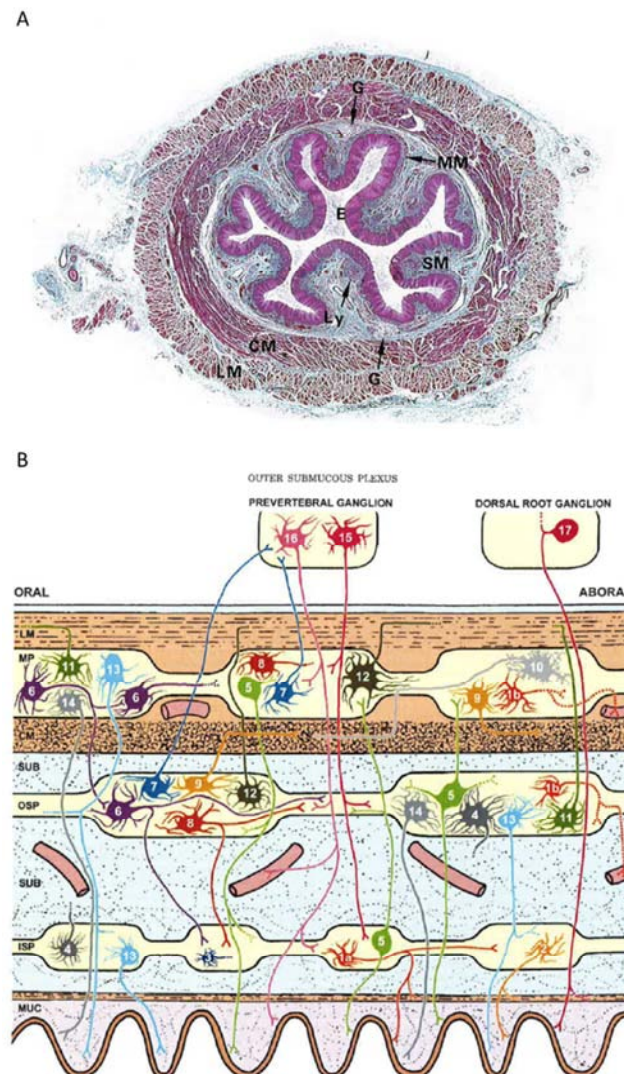 A
G
MM
E
SM
Ly
CM
LM
G
B
OUTER SUBMUCOUS PLEXUS
PREVERTEBRAL GANGLION DORSAL ROOT GANGLION
16 15 17
ORAL ABORA
LM
MP 11 13 8 12 10
6 14 6 5 7 9 1b
CM
SUB
7 9 12 5 1b
OSP 6 8 14 4 13 11
SUB
ISP 4 13 3 1a 5
MUC